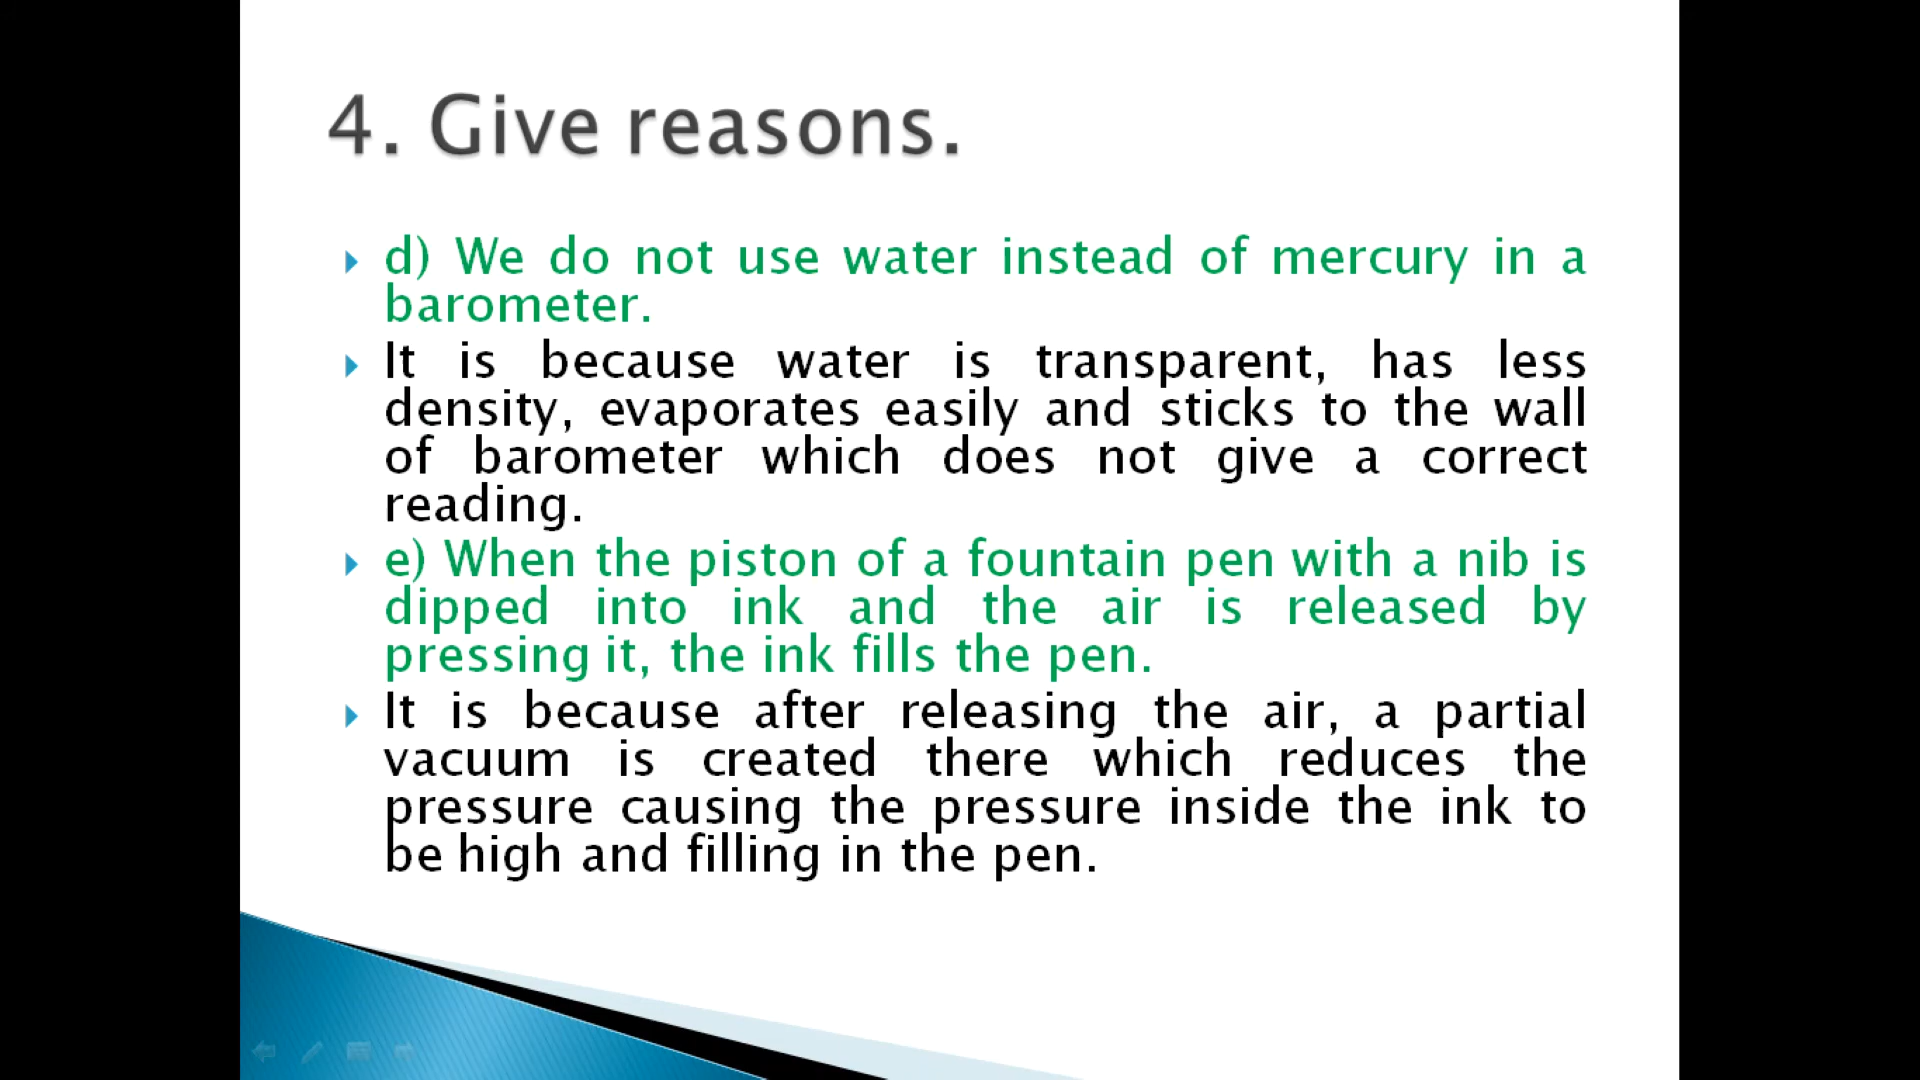 4. Give reasons.
d) We do not use water instead of mercury in a
barometer.
It is because water is transparent, has less
density, evaporates easily and sticks to the wall
of barometer which does not give a correct
reading.
e) When the piston of a fountain pen with a nib is
dipped into ink and the air is released by
pressing it, the ink fills the pen.
It is because after releasing the air, a partial
vacuum is created there which reduces the
pressure causing the pressure inside the ink to
be high and filling in the pen.